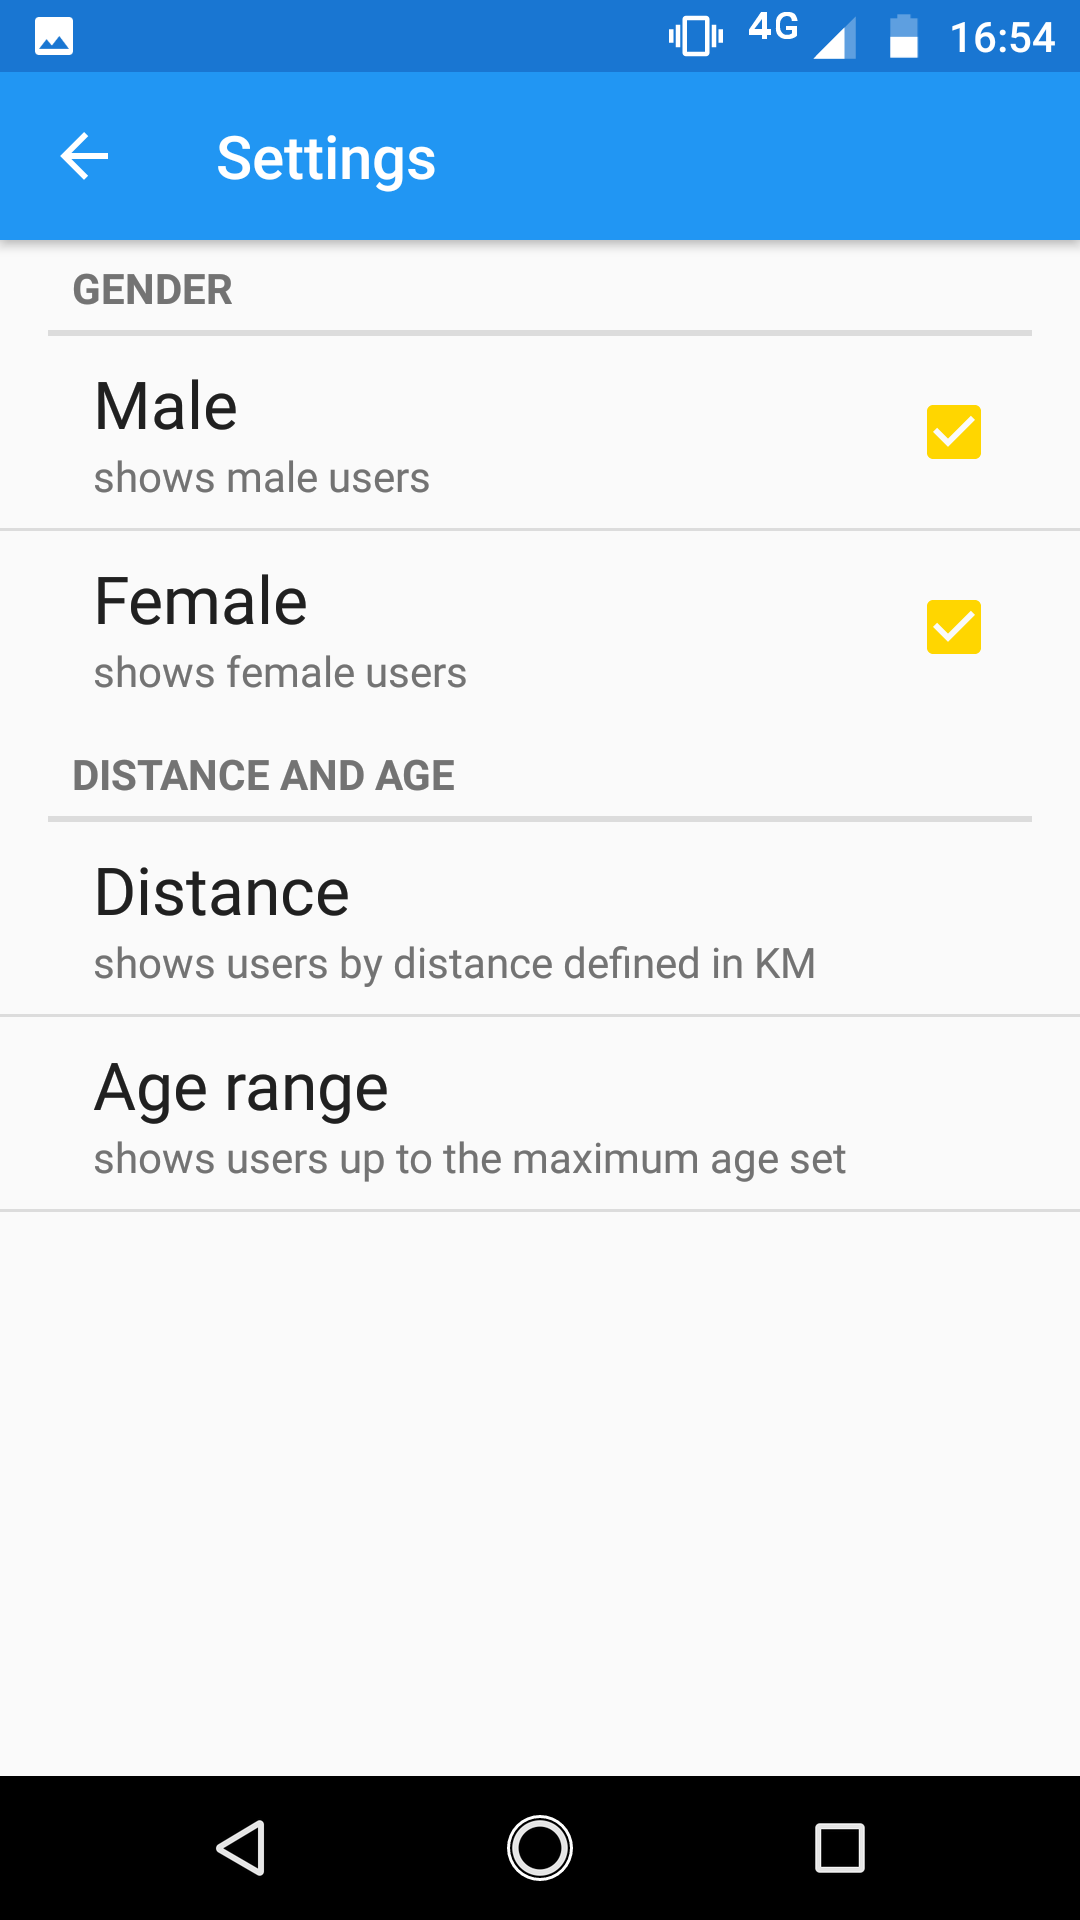 4G 16:54
Settings
GENDER
Male
shows male users
Female
shows female users
DISTANCE AND AGE
Distance
shows users by distance defined in KM
Age range
shows users up to the maximum age set